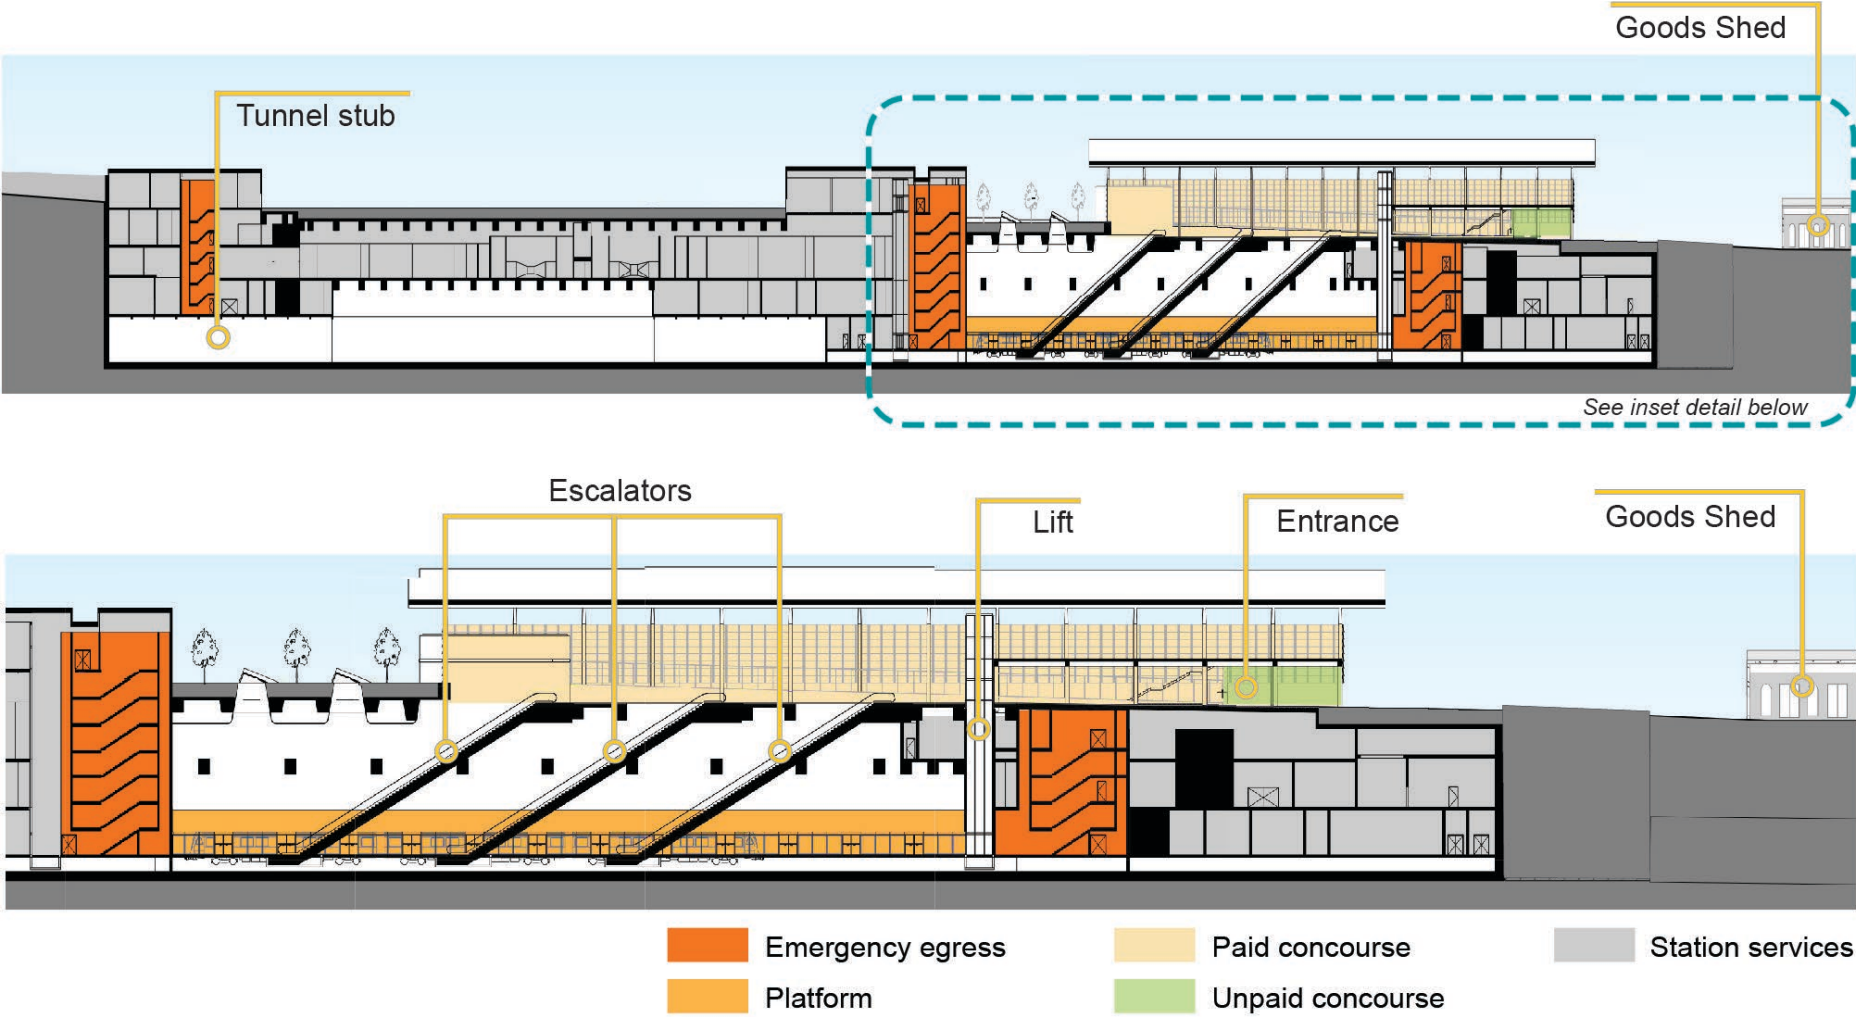 Goods Shed
Tunnel stub
See inset detail below
Escalators
Lift
Entrance
Goods Shed
Emergency egress
Paid concourse
Station services
Platform
Unpaid concourse